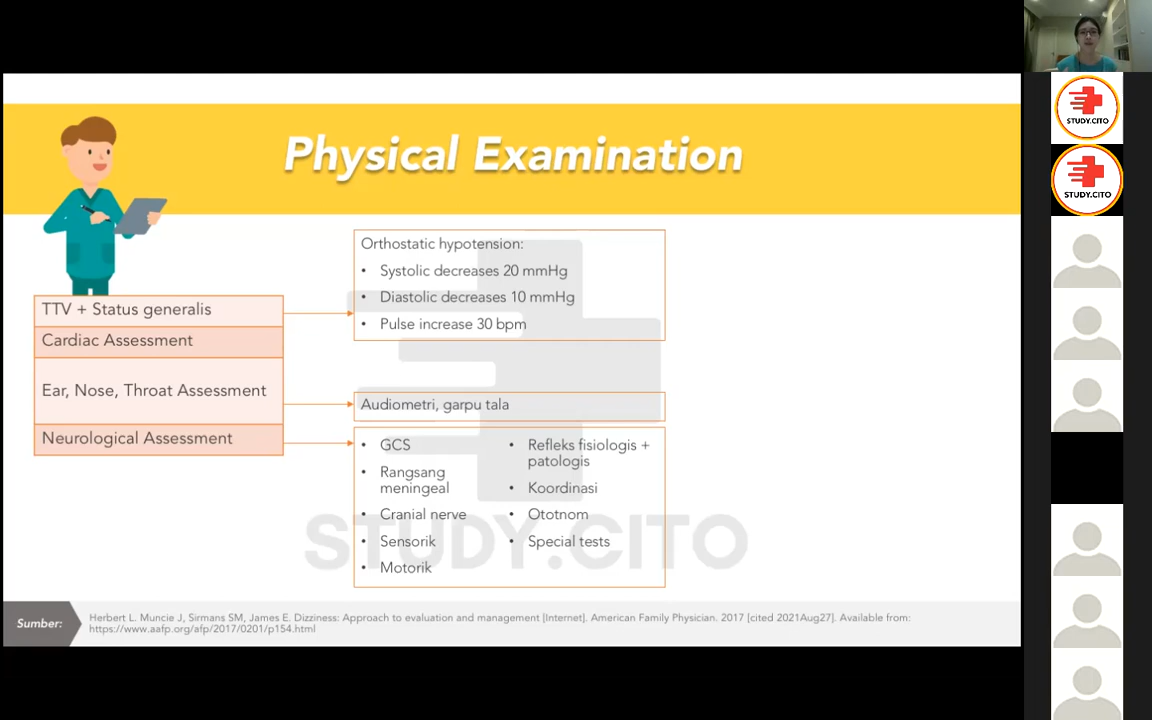 Physical Examination
TTV + Status generalis
Cardiac Assessment
Ear, Nose, Throat Assessment
Neurological Assessment
Orthostatic hypotension:
• Systolic decreases 20 mmHg
• Diastolic decreases 10 mmHg
• Pulse increase 30 bpm
Audiometri, garpu tala
• GCS
• Rangsang
meningeal
• Cranial nerve
• Sensorik
• Motorik
• Refleks fisiologis +
patologis
• Koordinasi
• Ototnom
• Special tests
STUDY.CITO
Sumber:
Herbert L. Muncie J, Sirmans SM, James E. Dizziness: Approach to evaluation and management [Internet]. American Family Physician. 2017 [cited 2021Aug27]. Available from:
https://www.aafp.org/afp/2017/0201/p154.html
STUDY.CITO
STUDY.CITO